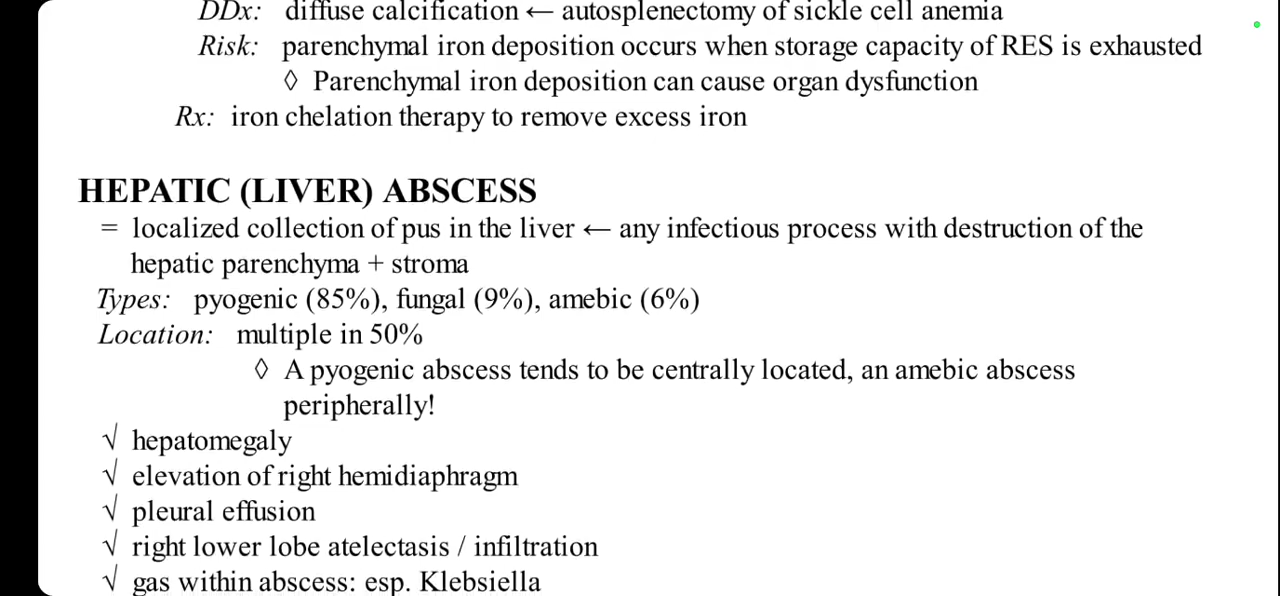 DDx: diffuse calcification ← autosplenectomy of sickle cell anemia
Risk: parenchymal iron deposition occurs when storage capacity of RES is exhausted
◊ Parenchymal iron deposition can cause organ dysfunction
Rx: iron chelation therapy to remove excess iron
HEPATIC (LIVER) ABSCESS
= localized collection of pus in the liver ← any infectious process with destruction of the
hepatic parenchyma + stroma
Types: pyogenic (85%), fungal (9%), amebic (6%)
Location: multiple in 50%
◊ A pyogenic abscess tends to be centrally located, an amebic abscess
peripherally!
√ hepatomegaly
√ elevation of right hemidiaphragm
√ pleural effusion
√ right lower lobe atelectasis / infiltration
√ gas within abscess: esp. Klebsiella